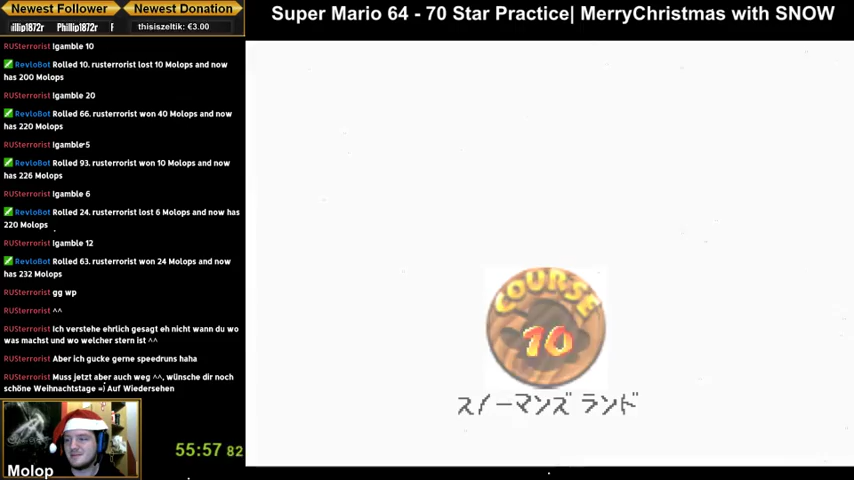 Newest Follower
Newest Donation
illip1872r
Phillip1872r
thisiszeltik: €3.00
Super Mario 64 - 70 Star Practice| MerryChristmas with SNOW
RUSterrorist !gamble 10
RevloBot Rolled 10. rusterrorist lost 10 Molops and now
has 200 Molops
RUSterrorist !gamble 20
RevloBot Rolled 66. rusterrorist won 40 Molops and now
has 220 Molops
RUSterrorist !gamble 5
RevloBot Rolled 93. rusterrorist won 10 Molops and now
has 226 Molops
RUSterrorist !gamble 6
RevloBot Rolled 24. rusterrorist lost 6 Molops and now has
220 Molops
RUSterrorist !gamble 12
RevloBot Rolled 63. rusterrorist won 24 Molops and now
has 232 Molops
RUSterrorist gg wp
RUSterrorist ^^
RUSterrorist Ich verstehe ehrlich gesagt eh nicht wann du wo
was machst und wo welcher stern ist ^^
RUSterrorist Aber ich gucke gerne speedruns haha
RUSterrorist Muss jetzt aber auch weg ^^, wünsche dir noch
schöne Weihnachtstage =) Auf Wiedersehen
COURSE
10
スノーマンズ ランド
55:57 82
Molop